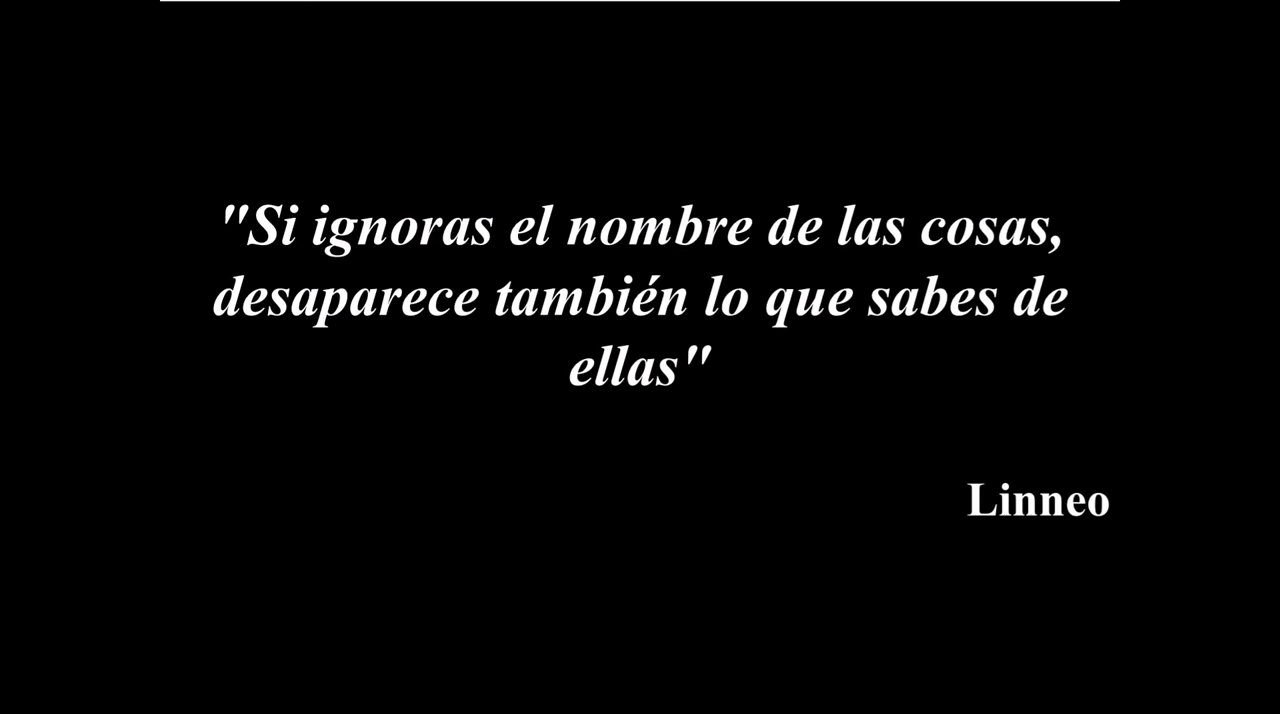 "Si ignoras el nombre de las cosas,
desaparece también lo que sabes de
ellas"
Linneo